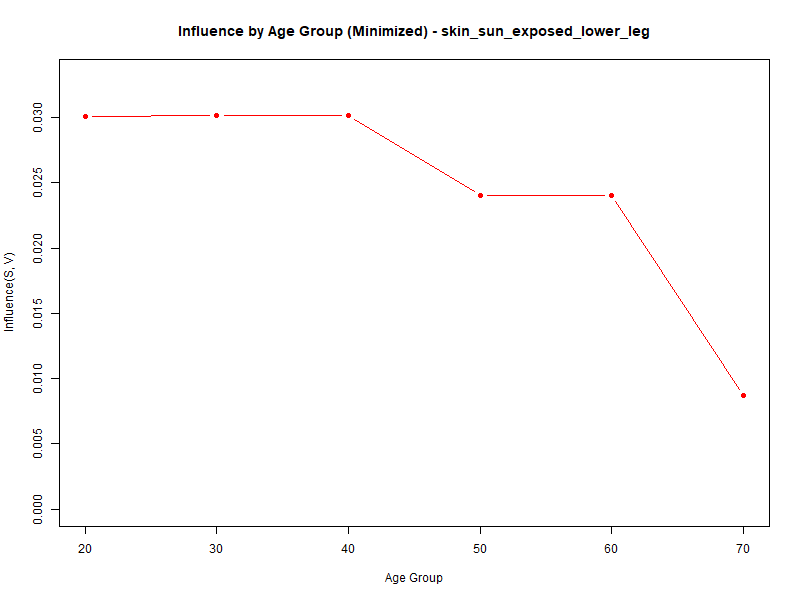 Influence by Age Group (Minimized) - skin_sun_exposed_lower_leg
Influence(S, V)
0.030
0.025
0.020
0.015
0.010
0.005
0.000
20 30 40 50 60 70
Age Group